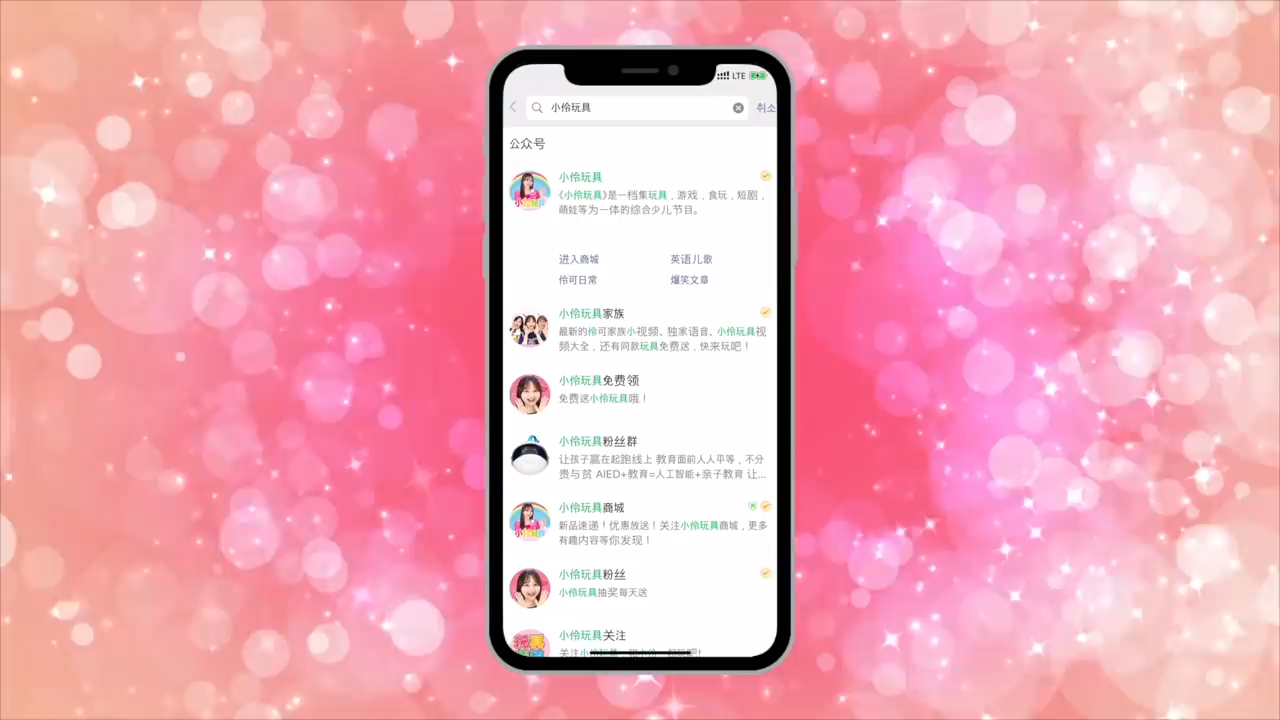 LTE
小伶玩具
취소
公众号
小伶玩具
《小伶玩具》是一档集玩具，游戏，食玩，短剧，
萌娃等为一体的综合少儿节目。
进入商城 英语儿歌
伶可日常 爆笑文章
小伶玩具家族
最新的伶可家族小视频、独家语音、小伶玩具视
频大全，还有同款玩具免费送，快来玩吧！
小伶玩具免费领
免费送小伶玩具哦！
小伶玩具粉丝群
让孩子赢在起跑线上 教育面前人人平等，不分
贵与贫 AIED+教育=人工智能+亲子教育 让...
小伶玩具商城
新品速递！优惠放送！关注小伶玩具商城，更多
有趣内容等你发现！
小伶玩具粉丝
小伶玩具抽奖每天送
小伶玩具关注